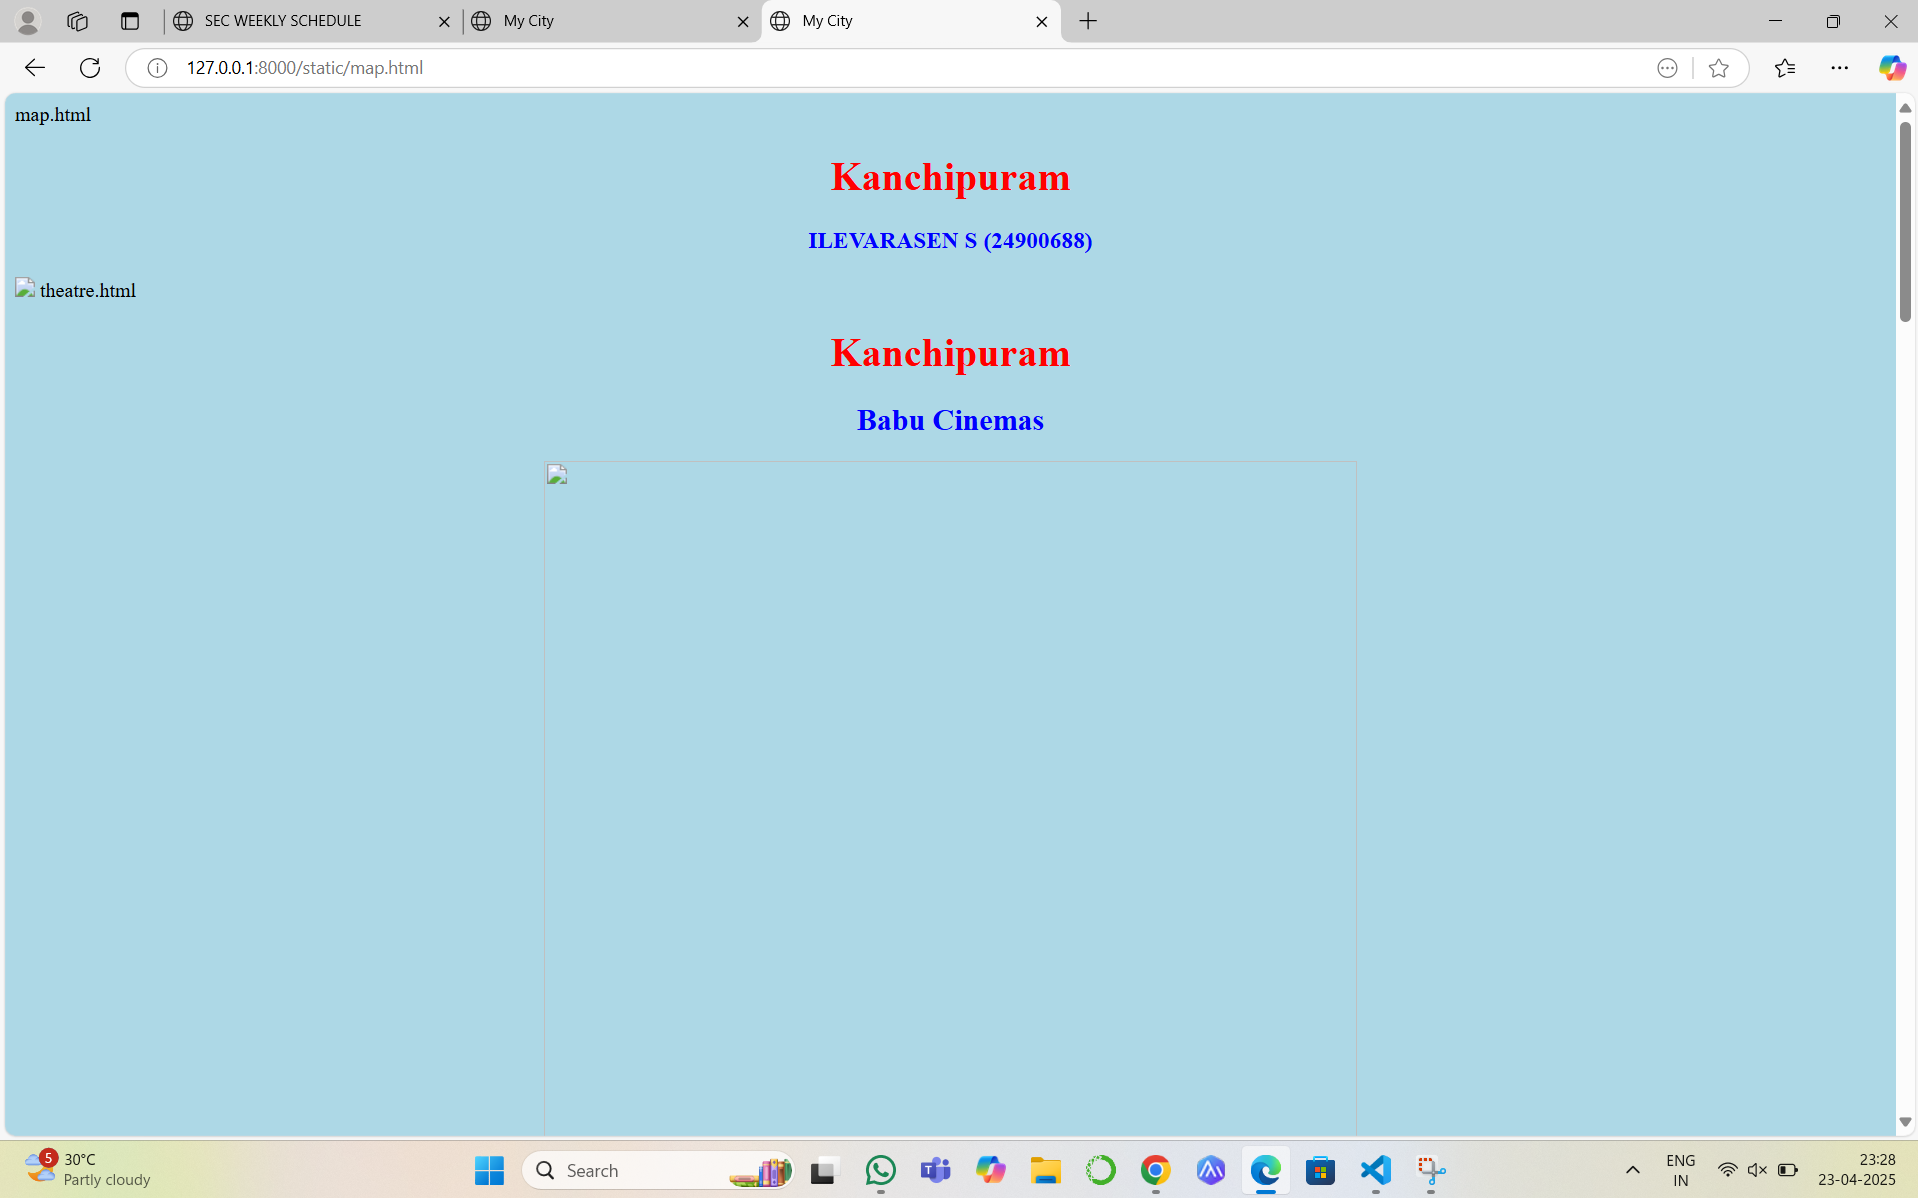 SEC WEEKLY SCHEDULE
My City
My City
127.0.0.1:8000/static/map.html
map.html
Kanchipuram
ILEVARASEN S (24900688)
theatre.html
Kanchipuram
Babu Cinemas
5
30°C
Partly cloudy
Search
ENG
IN
23:28
23-04-2025